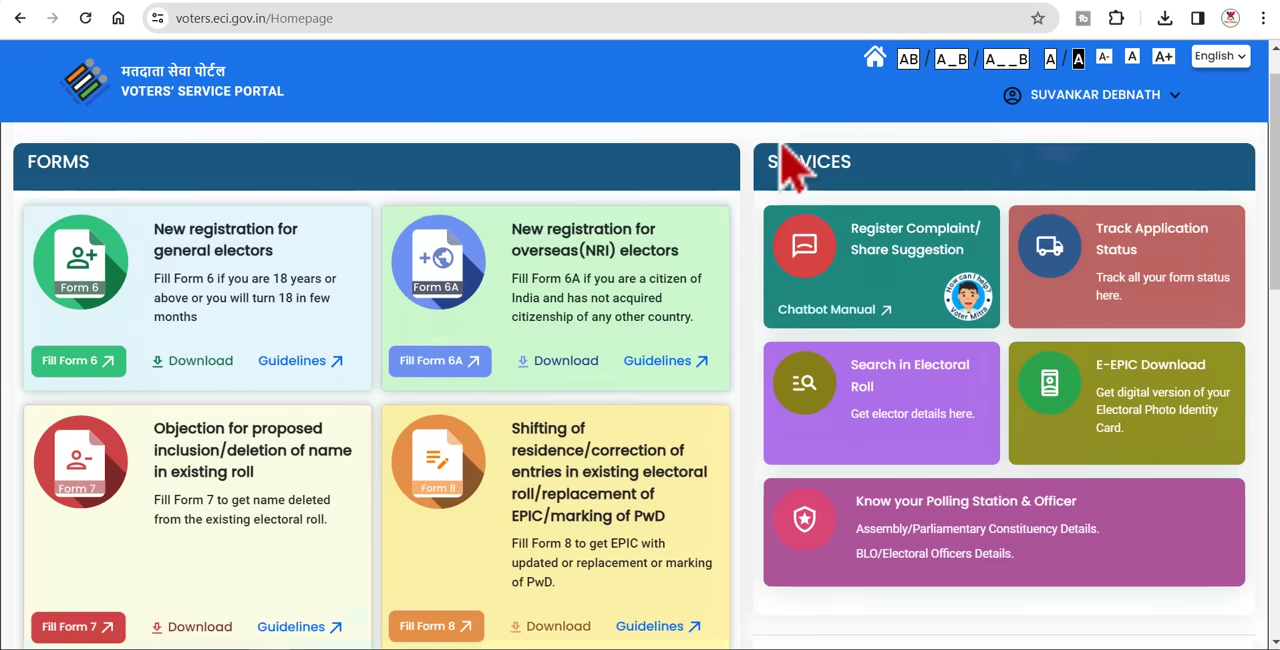 voters.eci.gov.in/Homepage
मतदाता सेवा पोर्टल
VOTERS' SERVICE PORTAL
AB / A_B / A__B A / A A- A A+ English
SUVANKAR DEBNATH
FORMS
New registration for
general electors
Fill Form 6 if you are 18 years or
above or you will turn 18 in few
months
Form 6
Fill Form 6 Download Guidelines
New registration for
overseas(NRI) electors
Fill Form 6A if you are a citizen of
India and has not acquired
citizenship of any other country.
Form 6A
Fill Form 6A Download Guidelines
Objection for proposed
inclusion/deletion of name
in existing roll
Fill Form 7 to get name deleted
from the existing electoral roll.
Form 7
Fill Form 7 Download Guidelines
Shifting of
residence/correction of
entries in existing electoral
roll/replacement of
EPIC/marking of PwD
Fill Form 8 to get EPIC with
updated or replacement or marking
of PwD.
Form 8
Fill Form 8 Download Guidelines
Register Complaint/
Share Suggestion
Chatbot Manual
How can I help?
Voter Mitra
Track Application
Status
Track all your form status
here.
Search in Electoral
Roll
Get elector details here.
E-EPIC Download
Get digital version of your
Electoral Photo Identity
Card.
Know your Polling Station & Officer
Assembly/Parliamentary Constituency Details.
BLO/Electoral Officers Details.